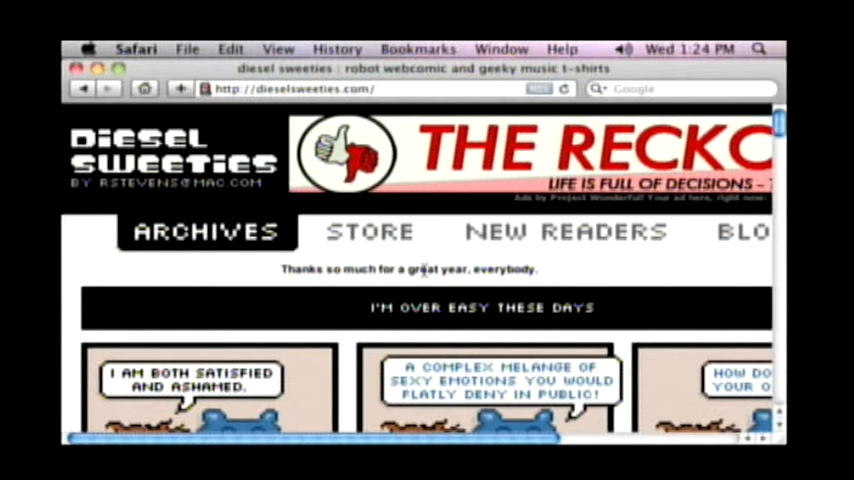 Safari File Edit View History Bookmarks Window Help Wed 1:24 PM
diesel sweeties : robot webcomic and geeky music t-shirts
http://dieselsweeties.com/ Google
DIESEL
SWEETIES
BY RSTEVENS@MAC.COM
THE RECKO
LIFE IS FULL OF DECISIONS –
Ads by Project Wonderful! Your ad here, right now:
ARCHIVES STORE NEW READERS BLO
Thanks so much for a great year, everybody.
I'M OVER EASY THESE DAYS
I AM BOTH SATISFIED
AND ASHAMED.
A COMPLEX MELANGE OF
SEXY EMOTIONS YOU WOULD
FLATLY DENY IN PUBLIC!
HOW DO
YOUR O